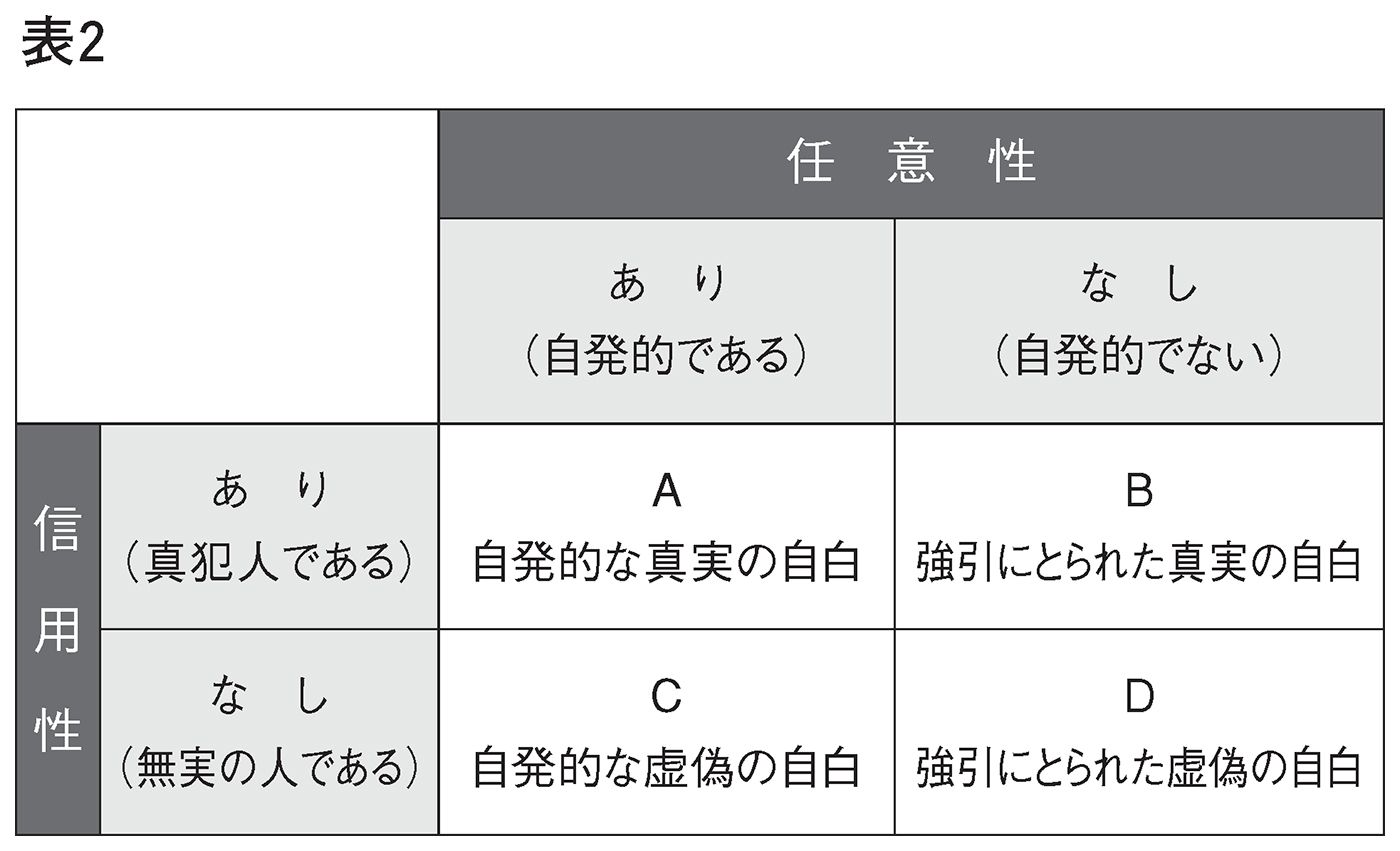 表2
任意性
あり
(自発的である)
なし
(自発的でない)
信用性
あり
(真犯人である)
A
自発的な真実の自白
B
強引にとられた真実の自白
なし
(無実の人である)
C
自発的な虚偽の自白
D
強引にとられた虚偽の自白